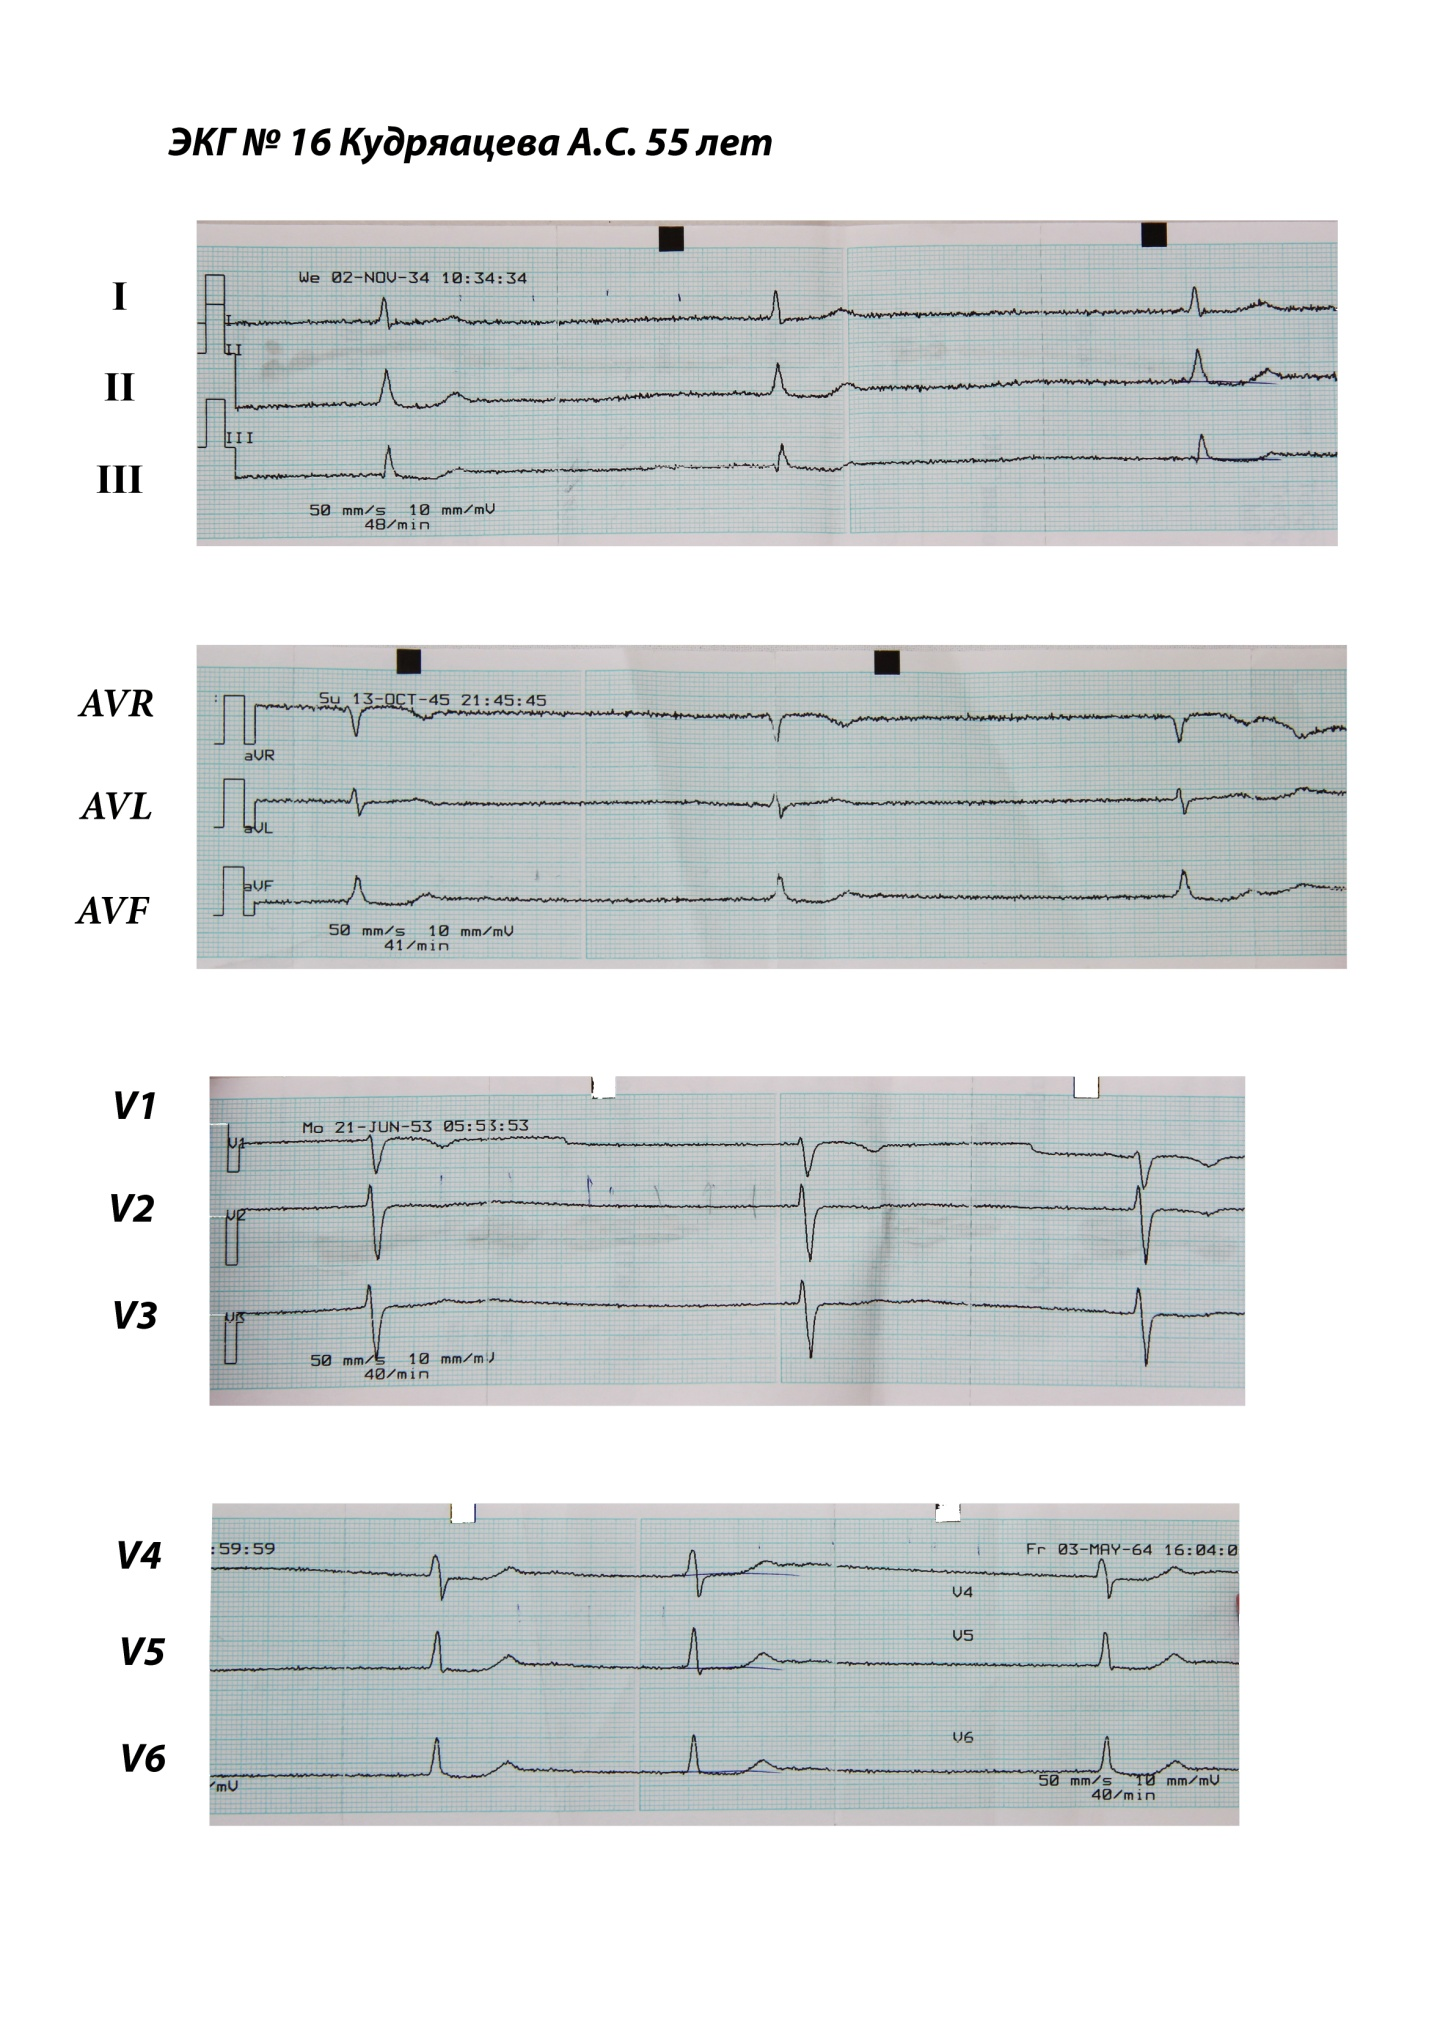 ЭКГ № 16 Кудряацева А.С. 55 лет
I
II
III
We 02-NOV-34 10:34:34
I
II
III
50 mm/s 10 mm/mV
48/min
AVR
AVL
AVF
Su 13-OCT-45 21:45:45
aVR
aVL
aVF
50 mm/s 10 mm/mV
41/min
V1
V2
V3
Mo 21-JUN-53 05:53:53
V1
V2
V3
50 mm/s 10 mm/mV
40/min
V4
V5
V6
:59:59
Fr 03-MAY-64 16:04:0
V4
V5
V6
/mV
50 mm/s 10 mm/mV
40/min